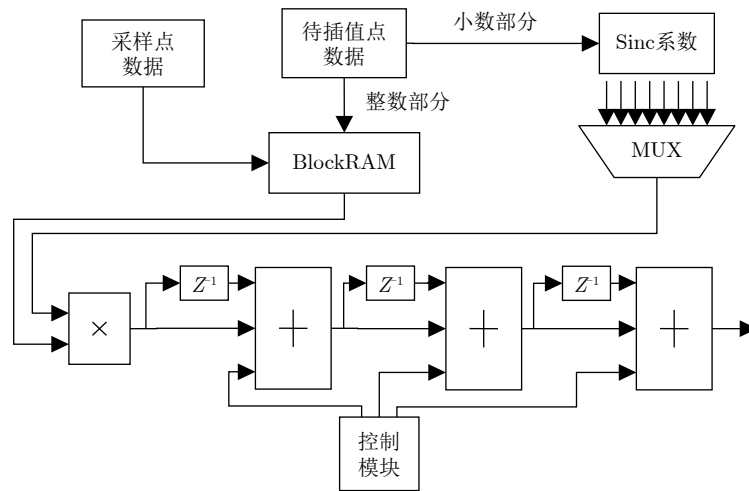 采样点
数据
待插值点
数据
小数部分
Sinc系数
整数部分
BlockRAM
MUX
Z⁻¹
Z⁻¹
Z⁻¹
×
+
+
+
控制
模块